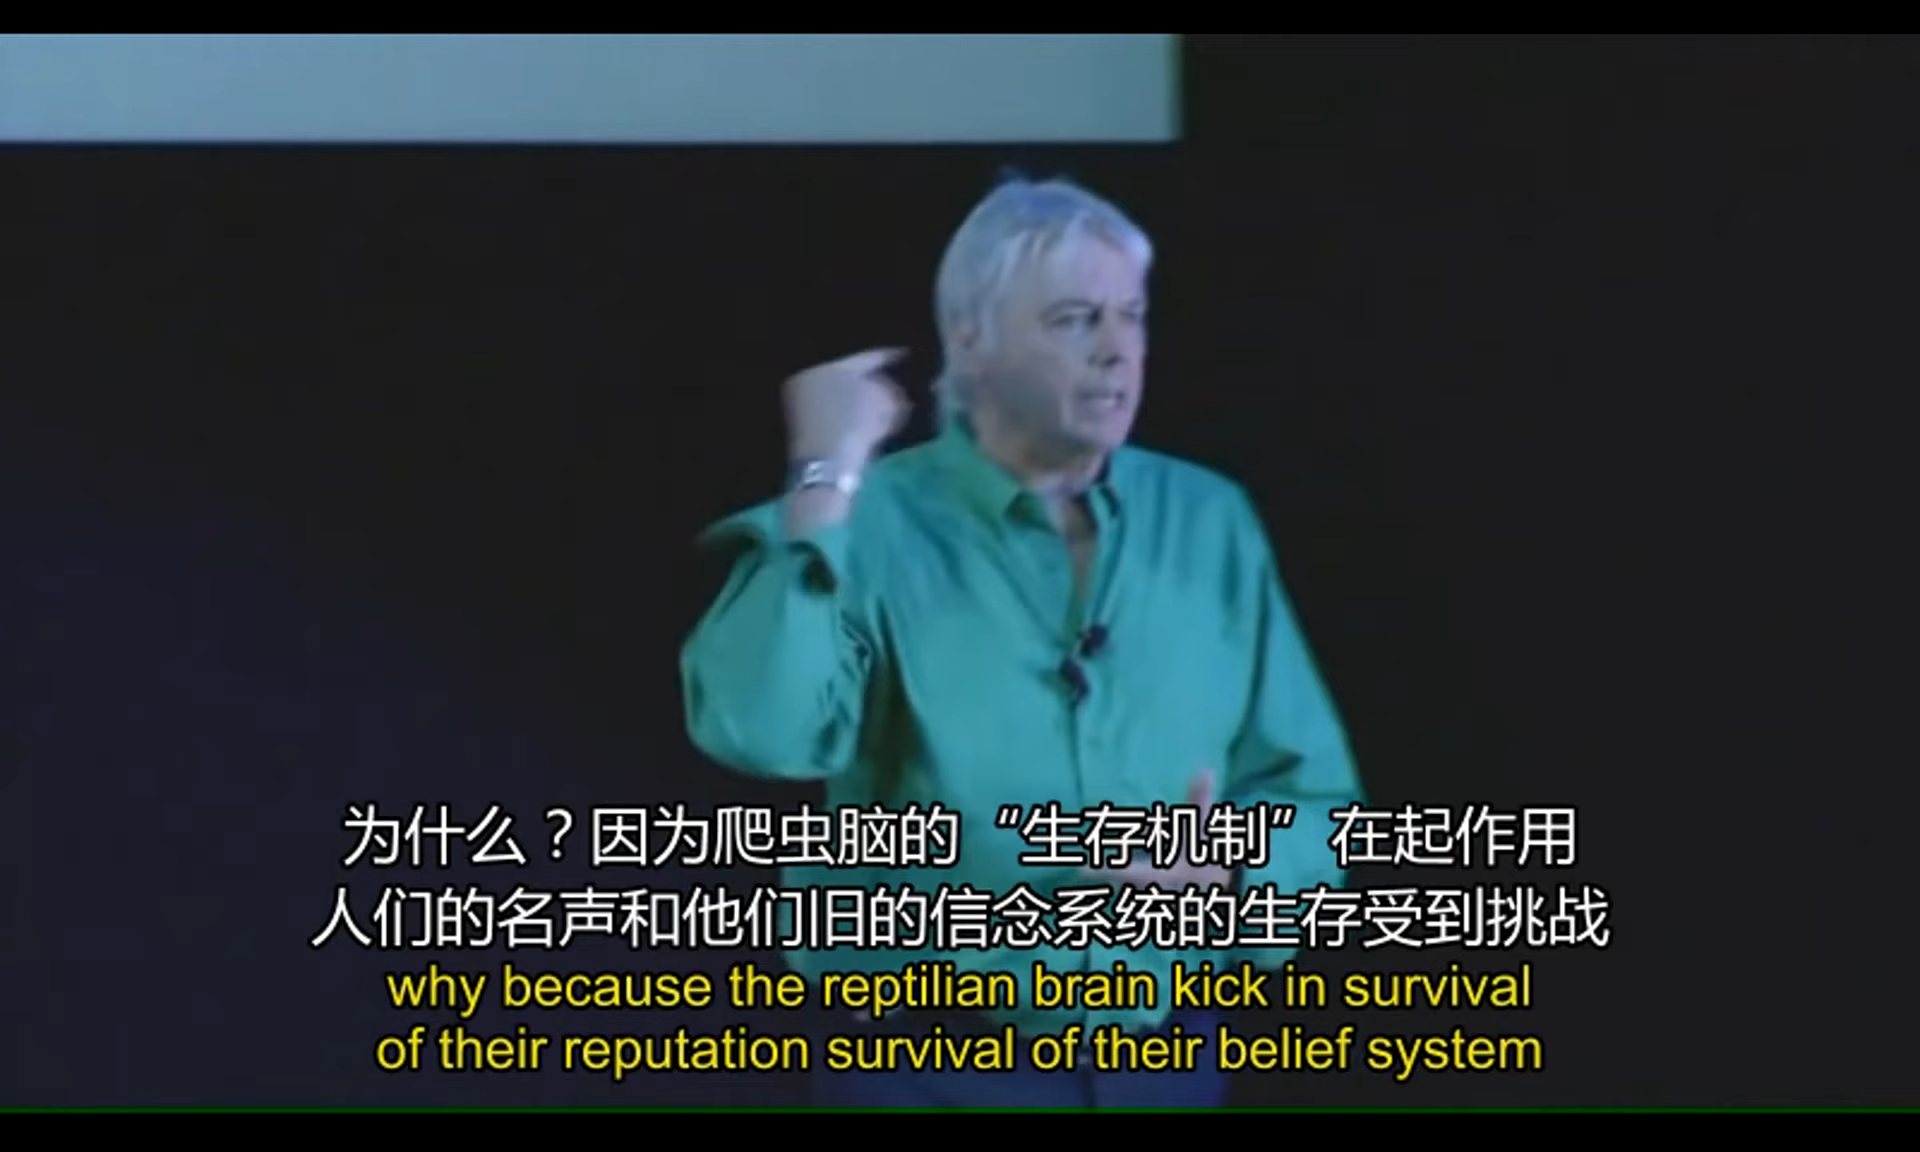 为什么？因为爬虫脑的“生存机制”在起作用
人们的名声和他们旧的信念系统的生存受到挑战
why because the reptilian brain kick in survival
of their reputation survival of their belief system